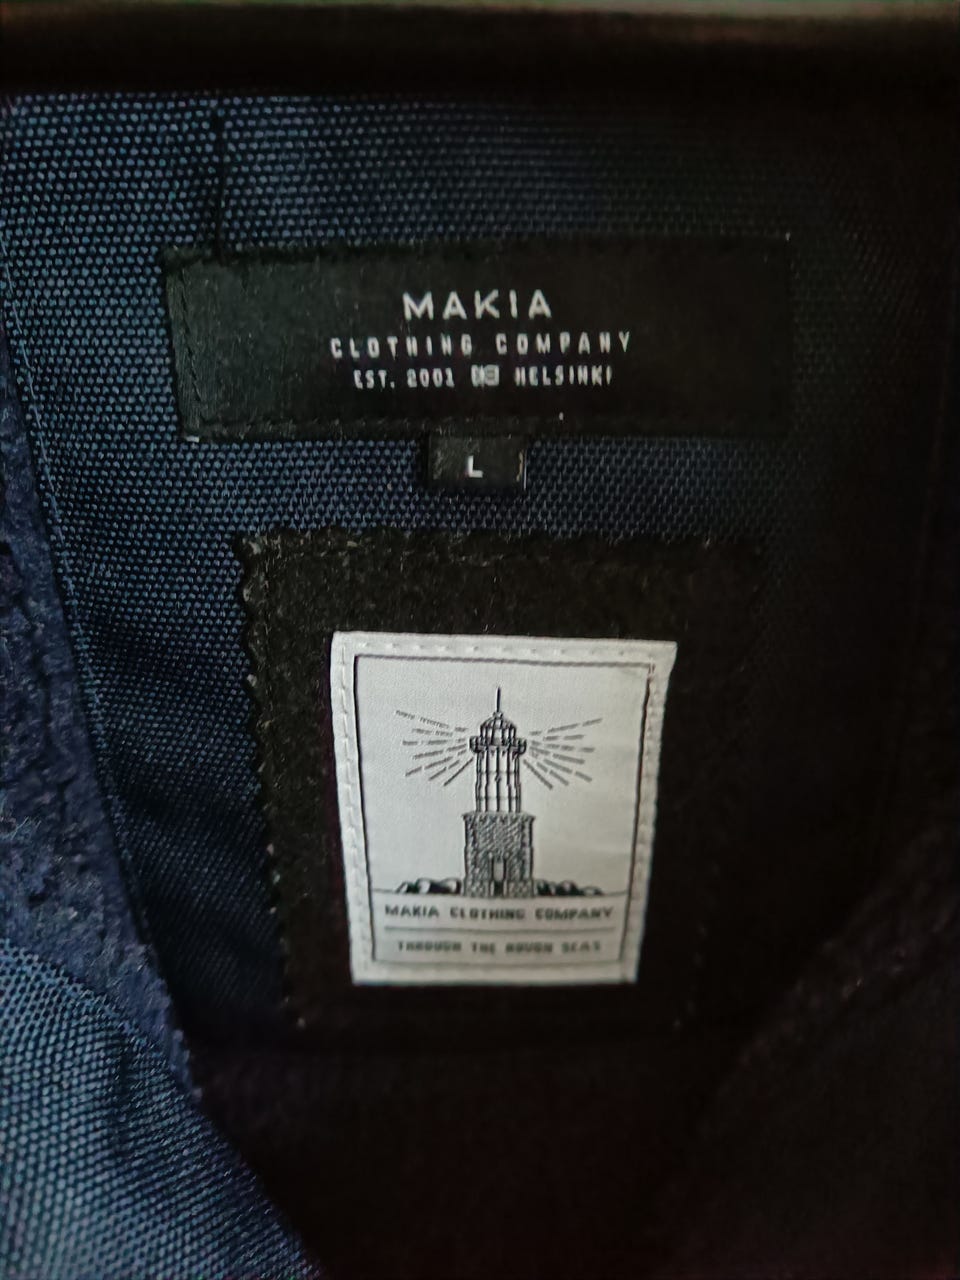 MAKIA
CLOTHING COMPANY
EST. 2001 HELSINKI
L
MAKIA CLOTHING COMPANY
THROUGH THE ROUGH SEAS